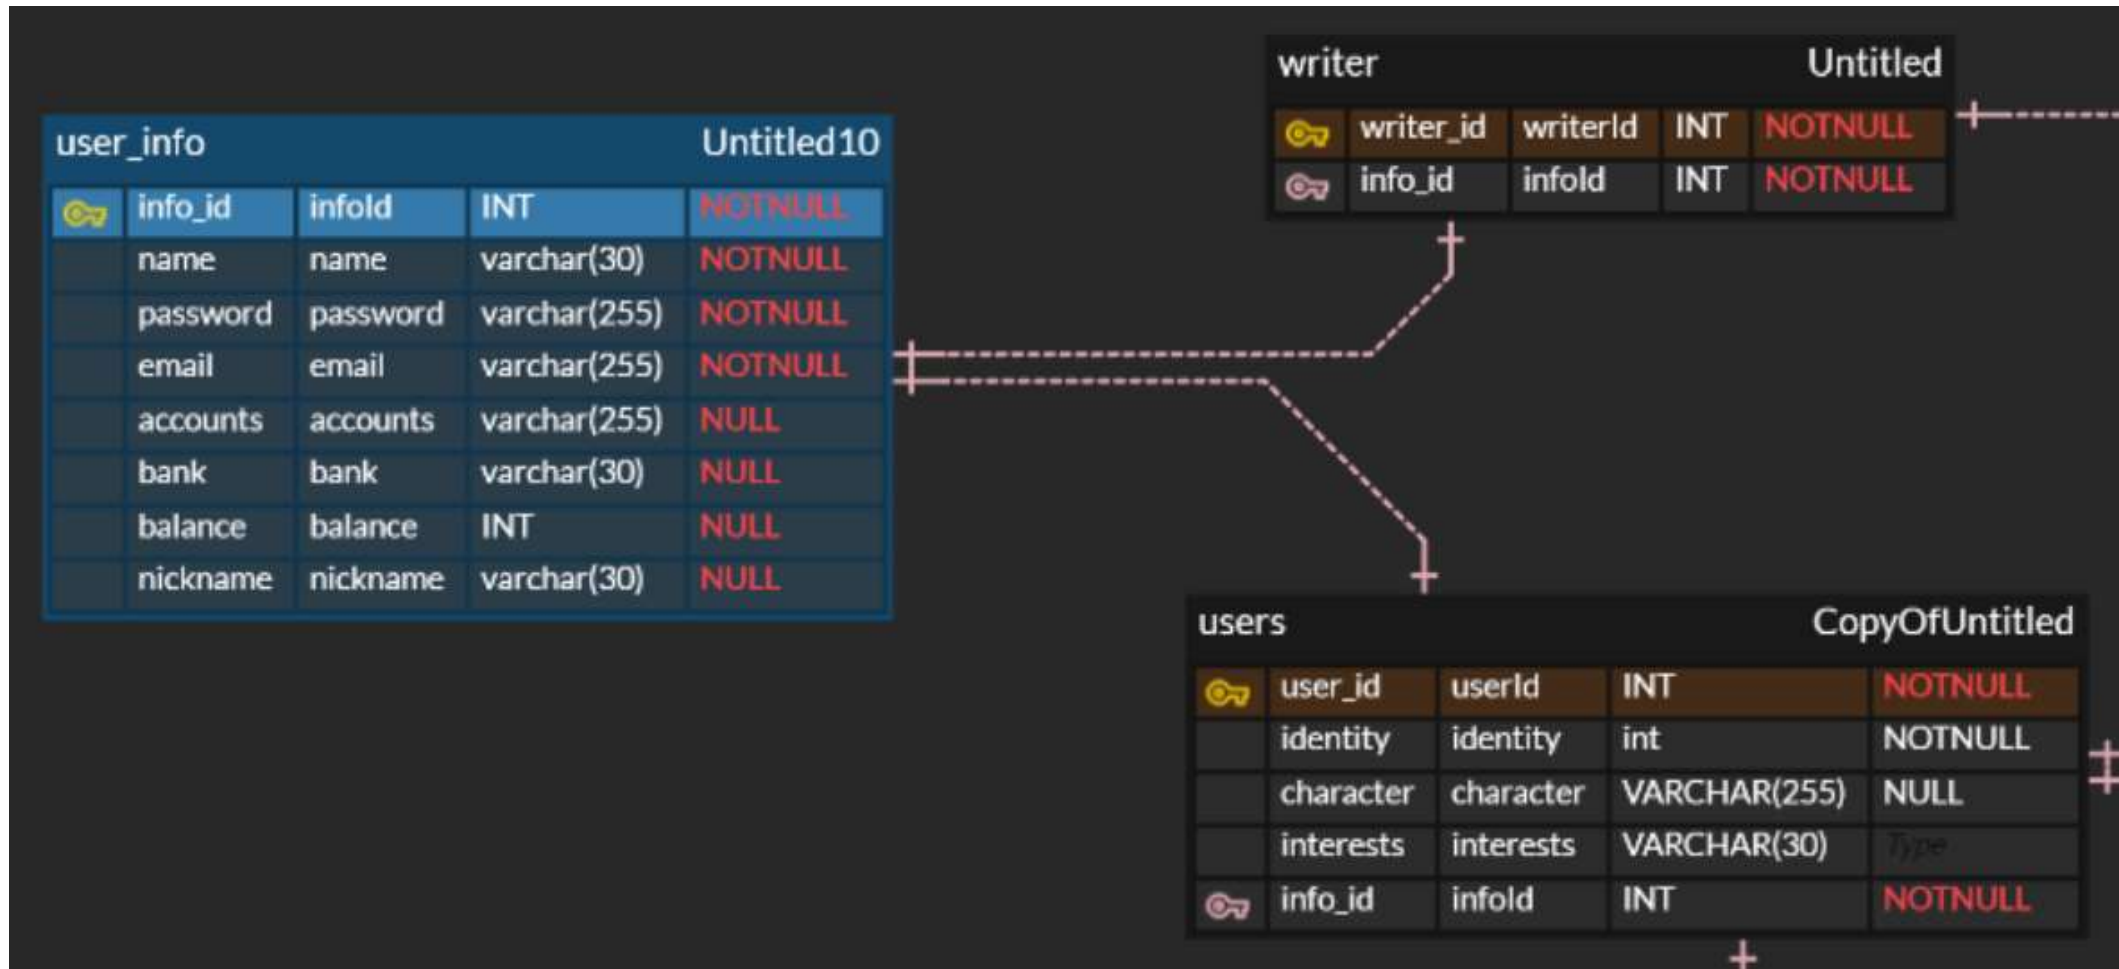 user_info Untitled10
info_id infoId INT NOTNULL
name name varchar(30) NOTNULL
password password varchar(255) NOTNULL
email email varchar(255) NOTNULL
accounts accounts varchar(255) NULL
bank bank varchar(30) NULL
balance balance INT NULL
nickname nickname varchar(30) NULL
writer Untitled
writer_id writerId INT NOTNULL
info_id infoId INT NOTNULL
users CopyOfUntitled
user_id userId INT NOTNULL
identity identity int NOTNULL
character character VARCHAR(255) NULL
interests interests VARCHAR(30) Type
info_id infoId INT NOTNULL